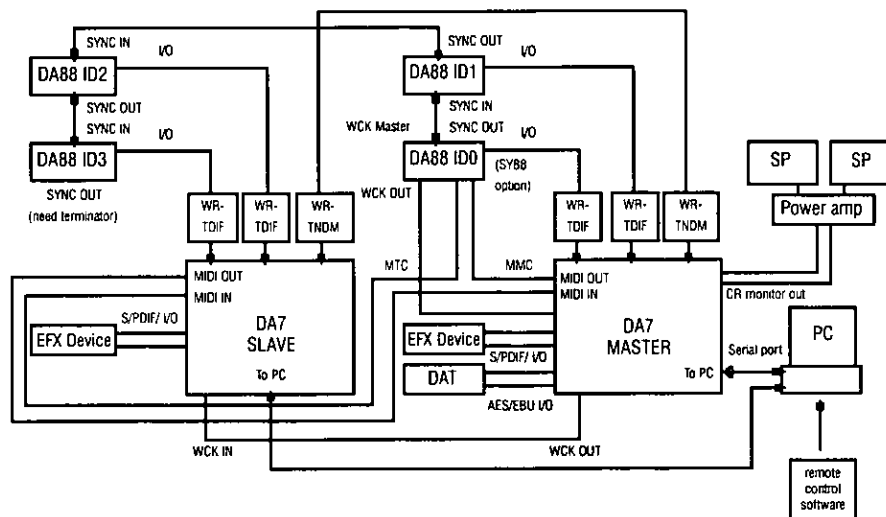 SYNC IN
I/O
SYNC OUT
I/O
DA88 ID2
DA88 ID1
SYNC OUT
SYNC IN
SYNC IN
I/O
WCK Master
SYNC OUT
I/O
DA88 ID3
DA88 ID0
SP
SP
SYNC OUT
(need terminator)
WCK OUT
(SY88
option)
Power amp
WR-
TDIF
WR-
TDIF
WR-
TNDM
WR-
TDIF
WR-
TDIF
WR-
TNDM
MIDI OUT
MTC
MMC
MIDI OUT
MIDI IN
MIDI IN
CR monitor out
S/PDIF/ I/O
EFX Device
DA7
SLAVE
EFX Device
DA7
MASTER
PC
S/PDIF/ I/O
Serial port
To PC
DAT
To PC
AES/EBU I/O
WCK IN
WCK OUT
remote
control
software